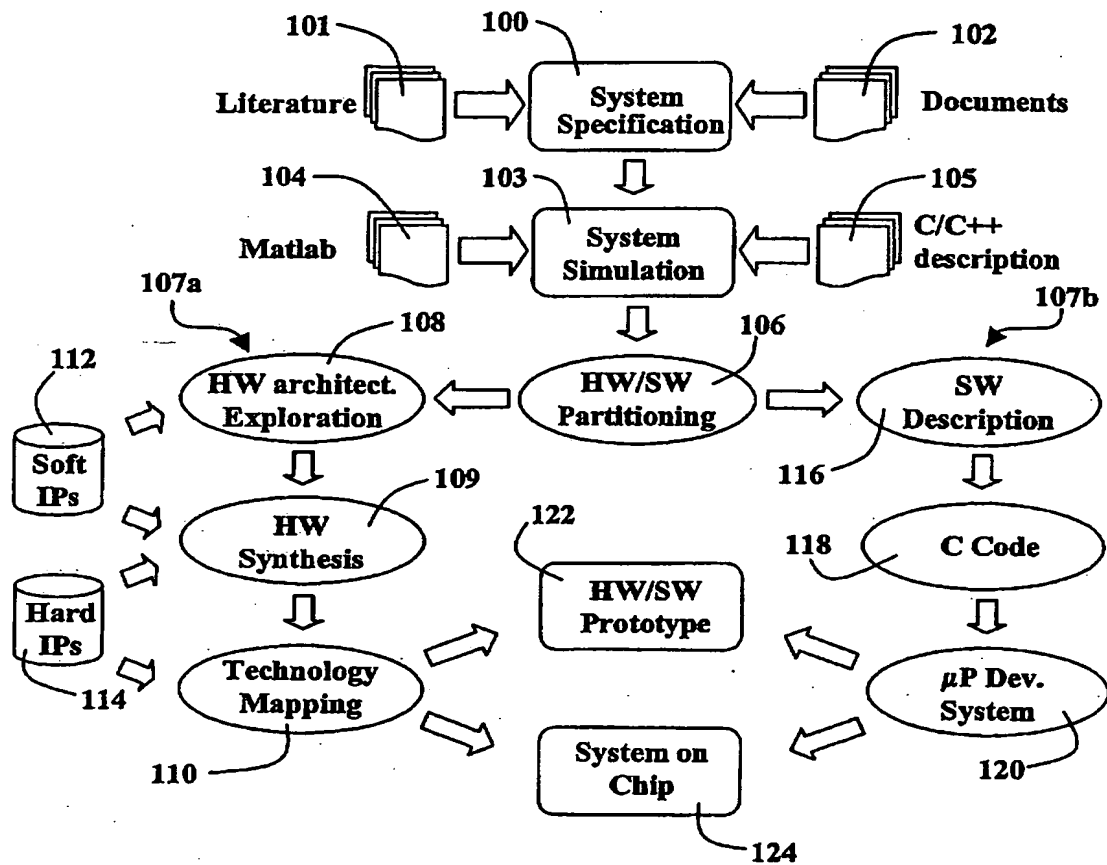 101
100
102
Literature
System
Specification
Documents
104
103
105
Matlab
System
Simulation
C/C++
description
107a
108
106
107b
112
HW architect.
Exploration
HW/SW
Partitioning
SW
Description
Soft
IPs
109
116
HW
Synthesis
122
118
C Code
Hard
IPs
HW/SW
Prototype
114
Technology
Mapping
µP Dev.
System
110
System on
Chip
120
124